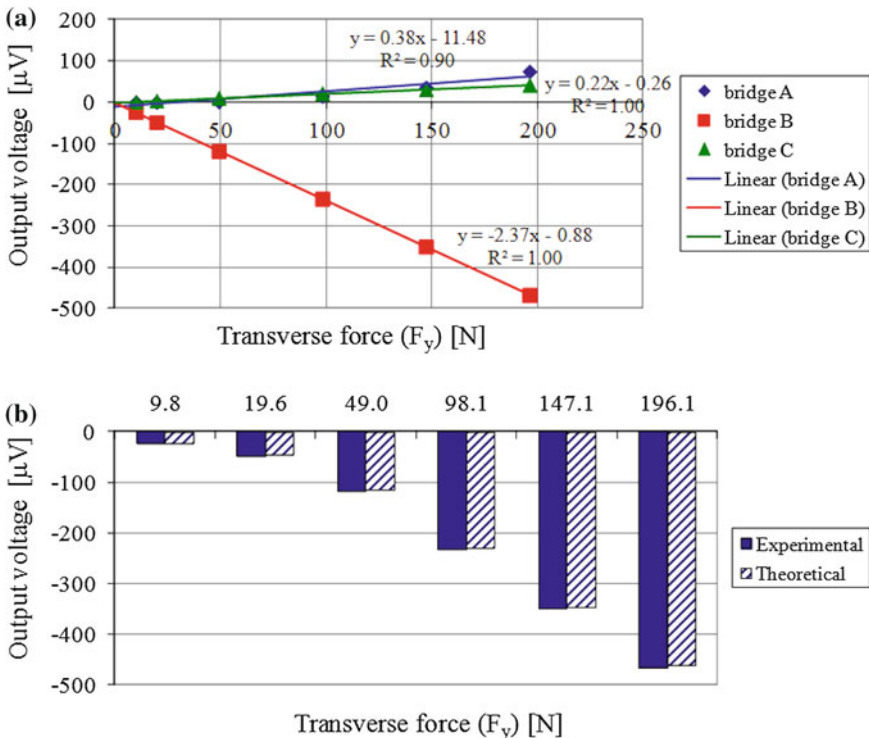 (a)
200
y = 0.38x - 11.48
R² = 0.90
100
y = 0.22x - 0.26
R² = 1.00
0
0 50 100 150 200 250
-100
-200
-300
y = -2.37x - 0.88
R² = 1.00
-400
-500
Output voltage [μV]
Transverse force (Fy) [N]
bridge A
bridge B
bridge C
Linear (bridge A)
Linear (bridge B)
Linear (bridge C)
(b)
9.8 19.6 49.0 98.1 147.1 196.1
0
-100
-200
-300
-400
-500
Output voltage [μV]
Transverse force (Fy) [N]
Experimental
Theoretical